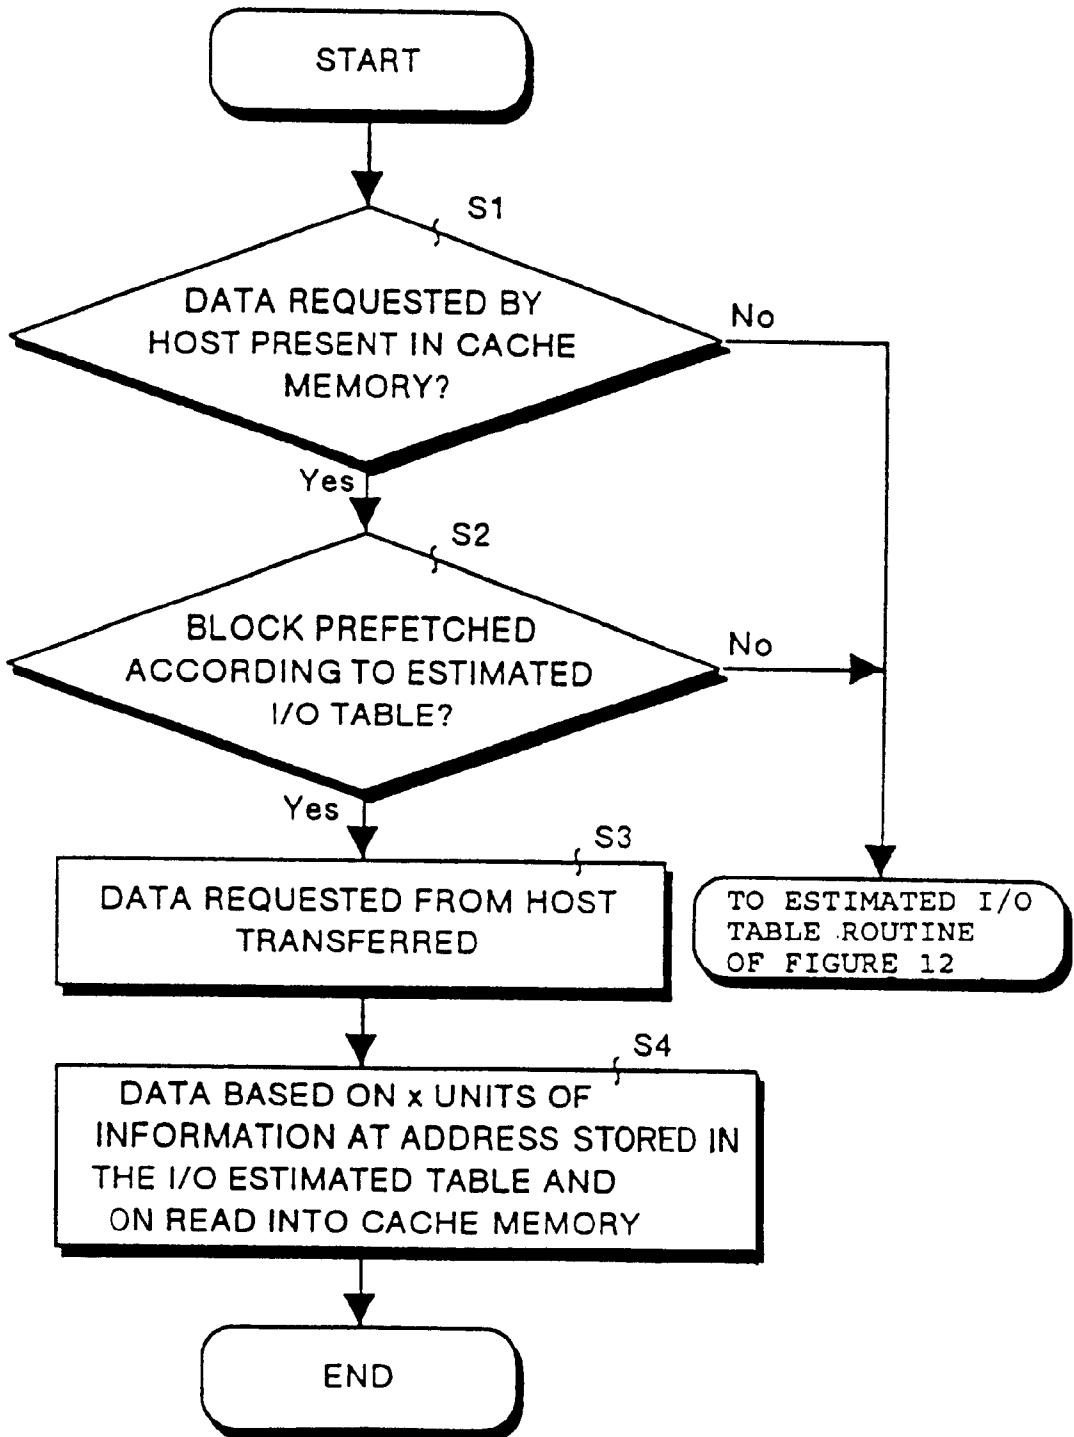 START
S1
DATA REQUESTED BY
HOST PRESENT IN CACHE
MEMORY?
No
Yes
S2
BLOCK PREFETCHED
ACCORDING TO ESTIMATED
I/O TABLE?
No
Yes
S3
DATA REQUESTED FROM HOST
TRANSFERRED
TO ESTIMATED I/O
TABLE ROUTINE
OF FIGURE 12
S4
DATA BASED ON x UNITS OF
INFORMATION AT ADDRESS STORED IN
THE I/O ESTIMATED TABLE AND
ON READ INTO CACHE MEMORY
END